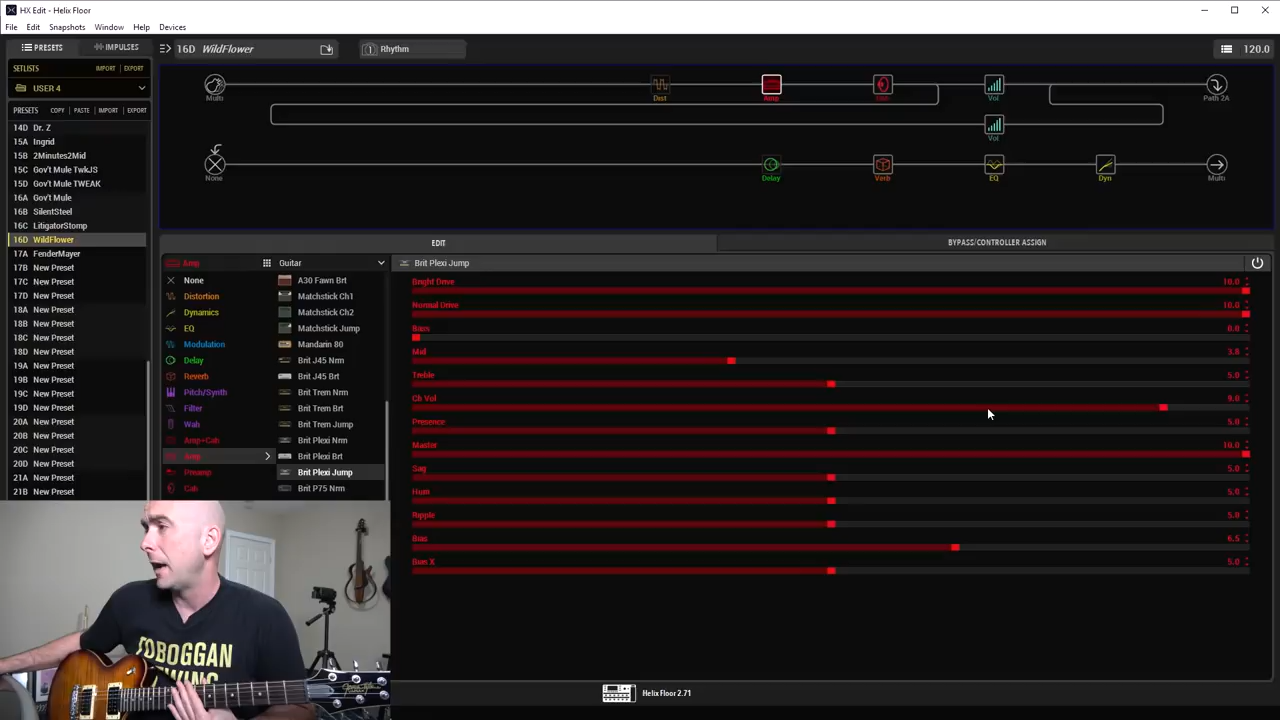 HX Edit - Helix Floor
File Edit Snapshots Window Help Devices
PRESETS IMPULSES
16D WildFlower
1 Rhythm
120.0
SETLISTS IMPORT EXPORT
USER 4
PRESETS COPY PASTE IMPORT EXPORT
14D Dr. Z
15A Ingrid
15B 2Minutes2Mid
15C Gov't Mule TwkJS
15D Gov't Mule TWEAK
16A Gov't Mule
16B SilentSteel
16C LitigatorStomp
16D WildFlower
17A FenderMayer
17B New Preset
17C New Preset
17D New Preset
18A New Preset
18B New Preset
18C New Preset
18D New Preset
19A New Preset
19B New Preset
19C New Preset
19D New Preset
20A New Preset
20B New Preset
20C New Preset
20D New Preset
21A New Preset
21B New Preset
Multi Dist Amp Vol Path 2A
Vol
None Delay Verb EQ Dyn Multi
EDIT
BYPASS/CONTROLLER ASSIGN
Amp Guitar
None
Distortion
Dynamics
EQ
Modulation
Delay
Reverb
Pitch/Synth
Filter
Wah
Amp+Cab
Amp
Preamp
Cab
A30 Fawn Brt
Matchstick Ch1
Matchstick Ch2
Matchstick Jump
Mandarin 80
Brit J45 Nrm
Brit J45 Brt
Brit Trem Nrm
Brit Trem Brt
Brit Trem Jump
Brit Plexi Nrm
Brit Plexi Brt
Brit Plexi Jump
Brit P75 Nrm
Brit Plexi Jump
Bright Drive 10.0
Normal Drive 10.0
Bass 0.0
Mid 3.8
Treble 5.0
Ch Vol 9.0
Presence 5.0
Master 10.0
Sag 5.0
Hum 5.0
Ripple 5.0
Bias 6.5
Bias X 5.0
Helix Floor 2.71